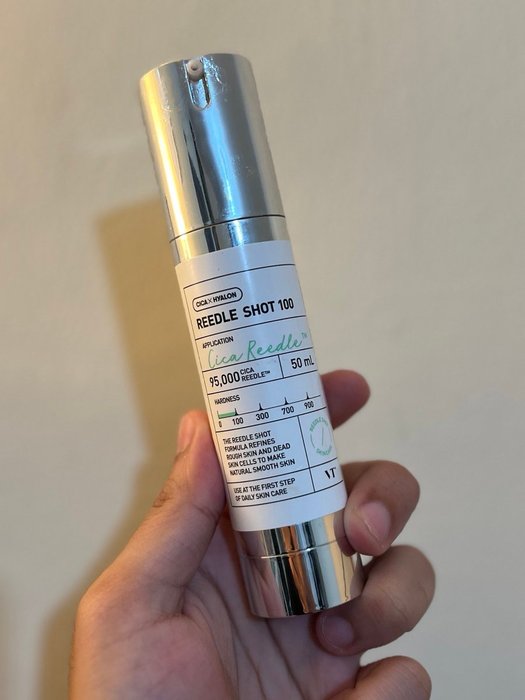 CICA X HYALON
REEDLE SHOT 100
APPLICATION
Cica Reedle™
95,000 CICA REEDLE™
50 mL
HARDNESS
0 100 300 700 900
THE REEDLE SHOT
FORMULA REFINES
ROUGH SKIN AND DEAD
SKIN CELLS TO MAKE
NATURAL SMOOTH SKIN
USE AT THE FIRST STEP
OF DAILY SKIN CARE
VT